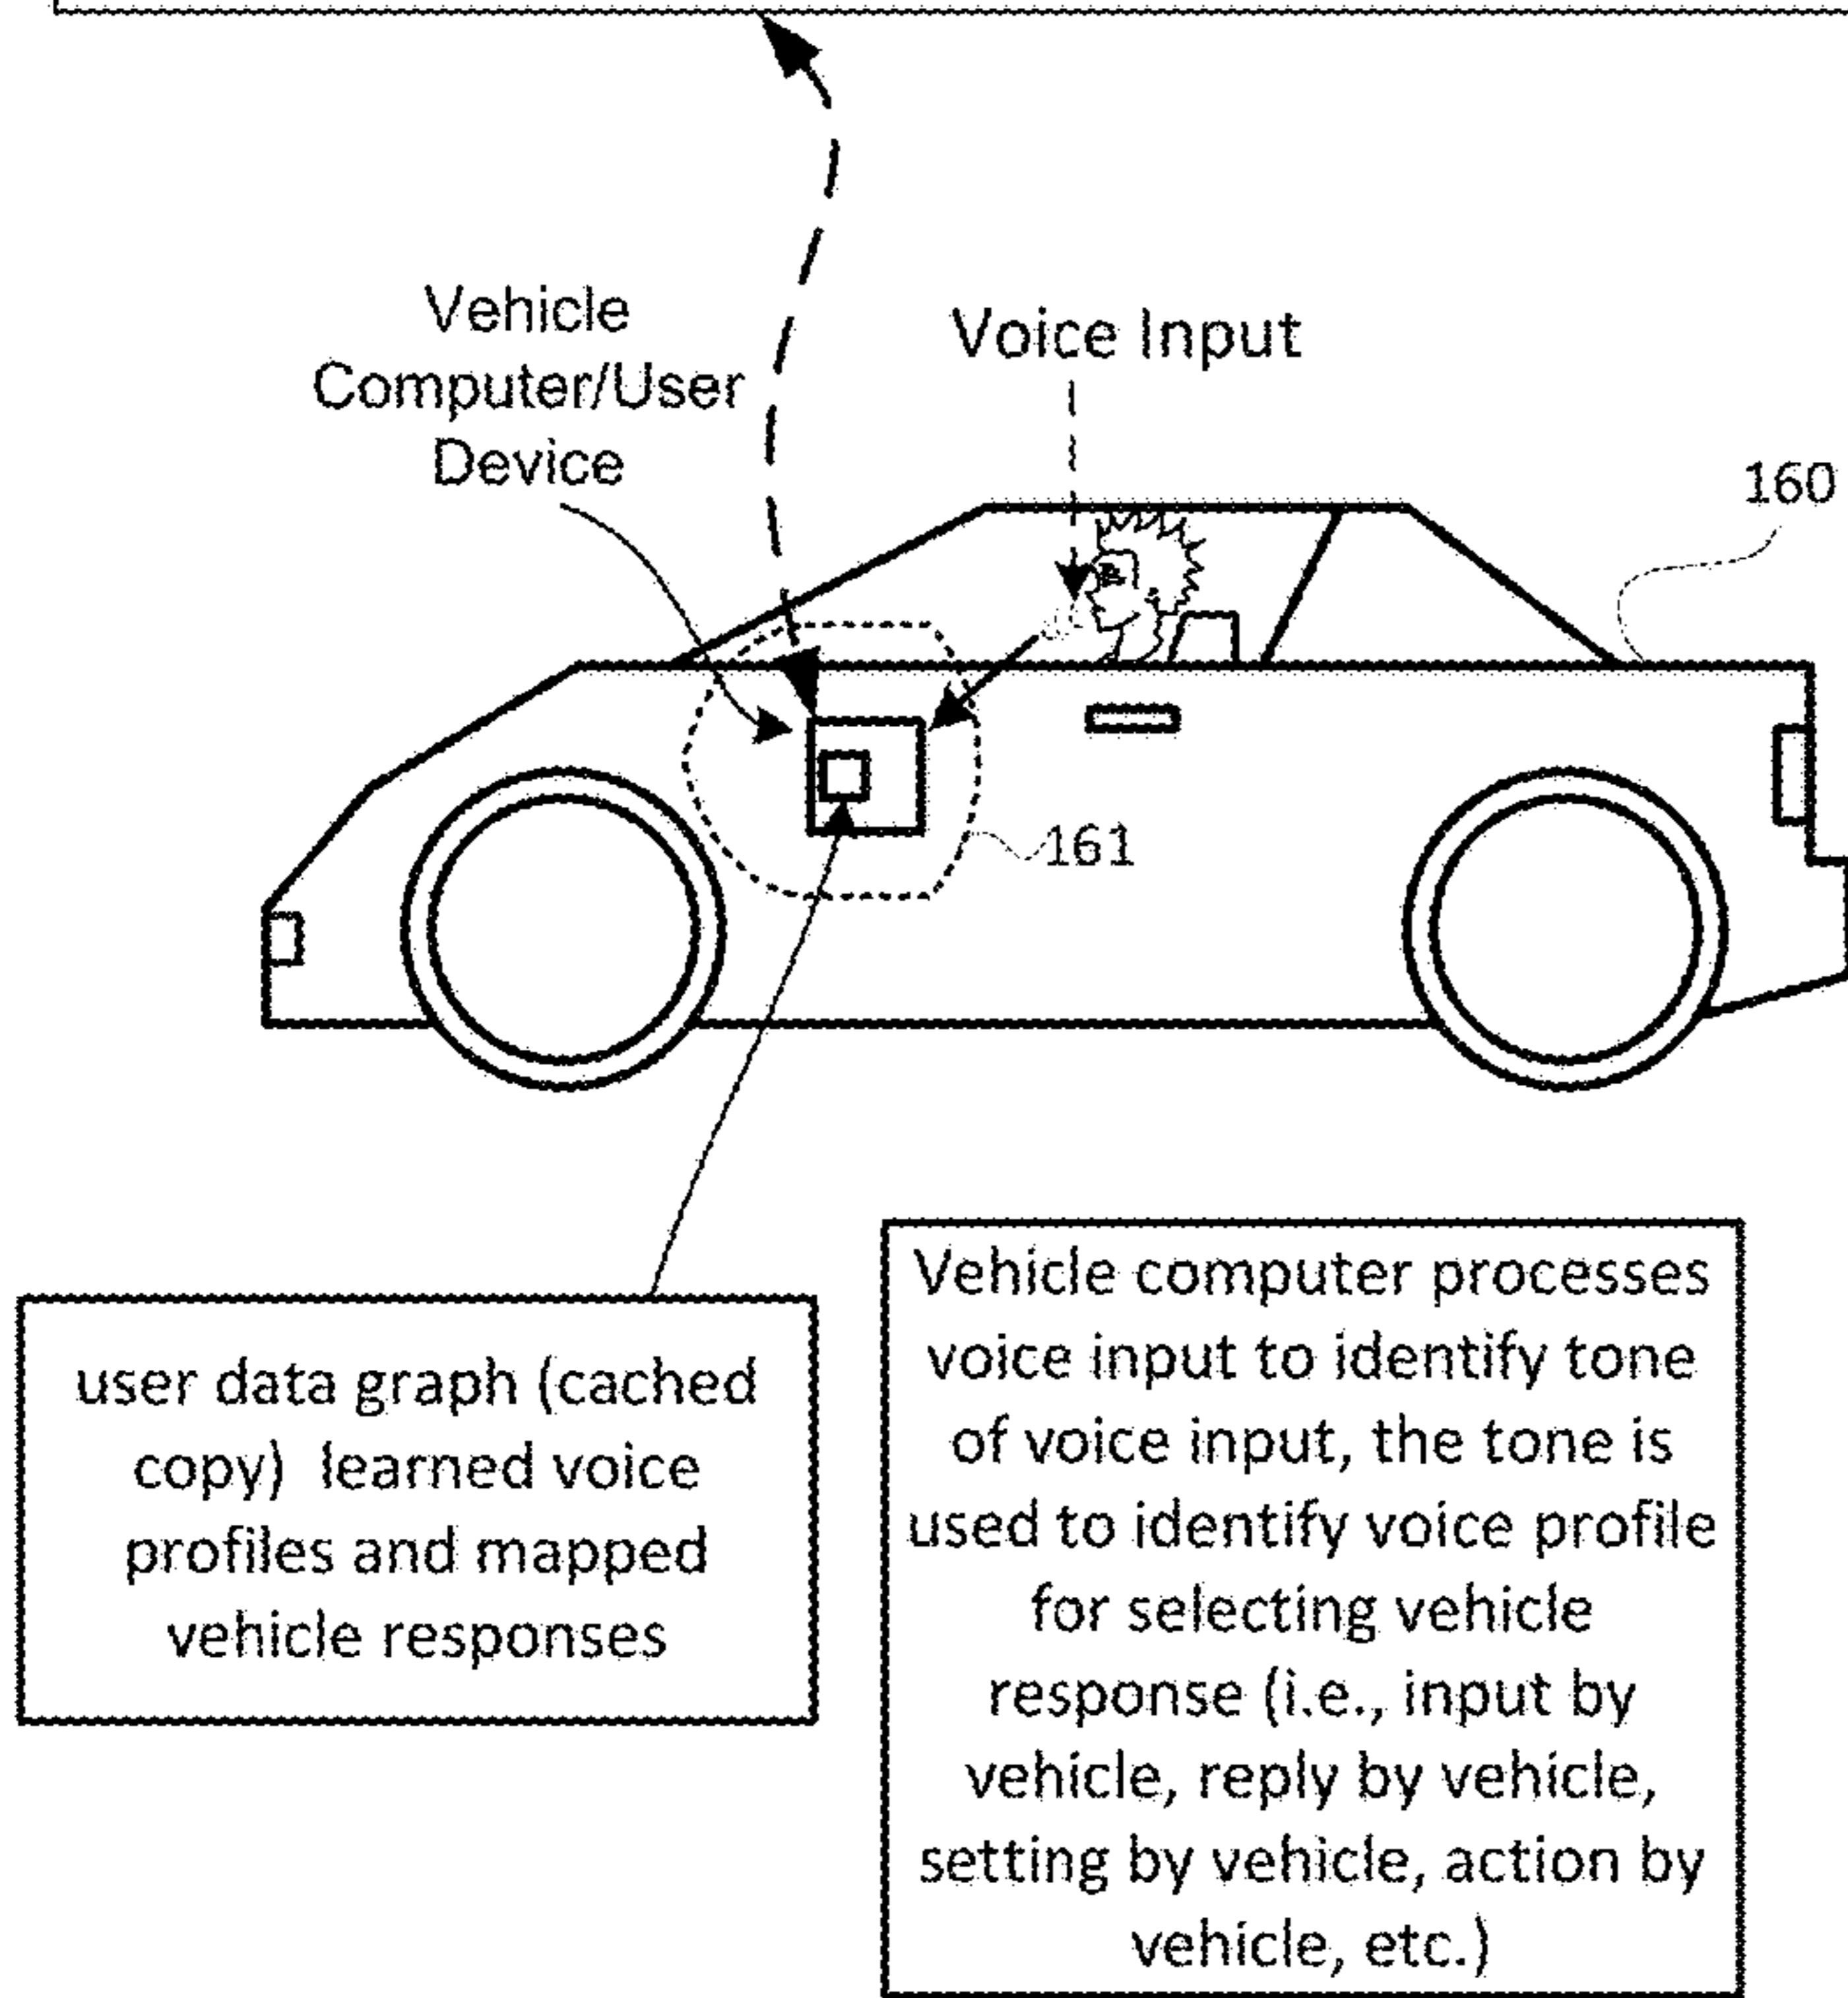 Vehicle
Computer/User
Device
Voice Input
160
161
user data graph (cached
copy) learned voice
profiles and mapped
vehicle responses
Vehicle computer processes
voice input to identify tone
of voice input, the tone is
used to identify voice profile
for selecting vehicle
response (i.e., input by
vehicle, reply by vehicle,
setting by vehicle, action by
vehicle, etc.)